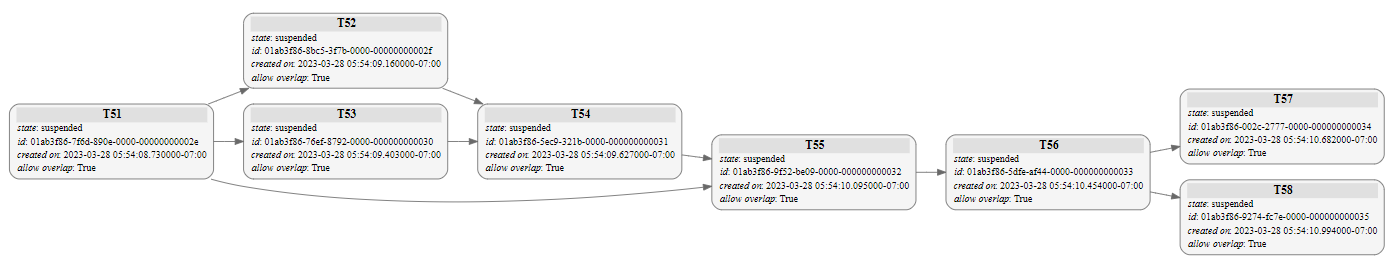 T51
state: suspended
id: 01ab3f86-7f6d-890e-0000-00000000002e
created on: 2023-03-28 05:54:08.730000-07:00
allow overlap: True
T52
state: suspended
id: 01ab3f86-8bc5-3f7b-0000-00000000002f
created on: 2023-03-28 05:54:09.160000-07:00
allow overlap: True
T53
state: suspended
id: 01ab3f86-76ef-8792-0000-000000000030
created on: 2023-03-28 05:54:09.403000-07:00
allow overlap: True
T54
state: suspended
id: 01ab3f86-5ec9-321b-0000-000000000031
created on: 2023-03-28 05:54:09.627000-07:00
allow overlap: True
T55
state: suspended
id: 01ab3f86-9f52-be09-0000-000000000032
created on: 2023-03-28 05:54:10.095000-07:00
allow overlap: True
T56
state: suspended
id: 01ab3f86-5dfe-af44-0000-000000000033
created on: 2023-03-28 05:54:10.454000-07:00
allow overlap: True
T57
state: suspended
id: 01ab3f86-002c-2777-0000-000000000034
created on: 2023-03-28 05:54:10.682000-07:00
allow overlap: True
T58
state: suspended
id: 01ab3f86-9274-fc7e-0000-000000000035
created on: 2023-03-28 05:54:10.994000-07:00
allow overlap: True